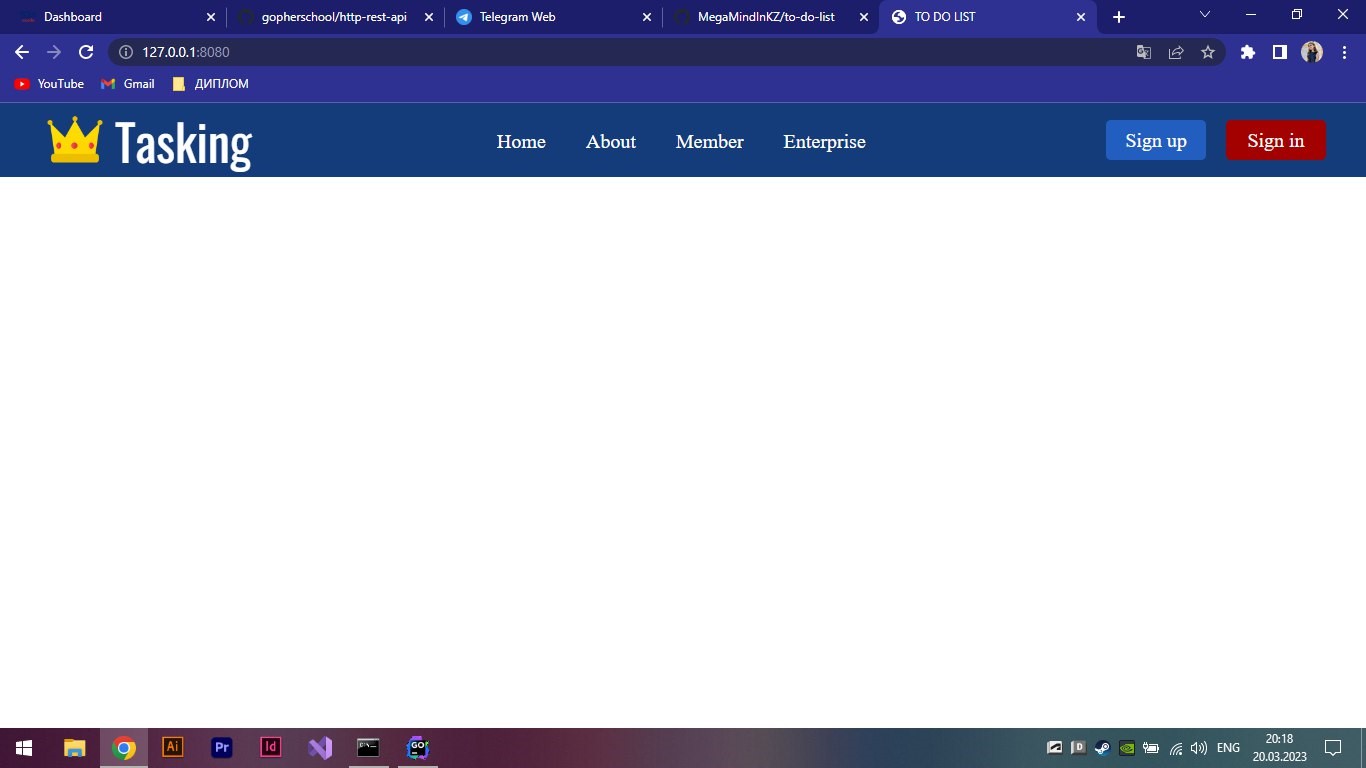 Dashboard
gopherschool/http-rest-api
Telegram Web
MegaMindInKZ/to-do-list
TO DO LIST
127.0.0.1:8080
YouTube
Gmail
ДИПЛОМ
Tasking
Home
About
Member
Enterprise
Sign up
Sign in
Ai
Pr
Id
GO
ENG
20:18
20.03.2023